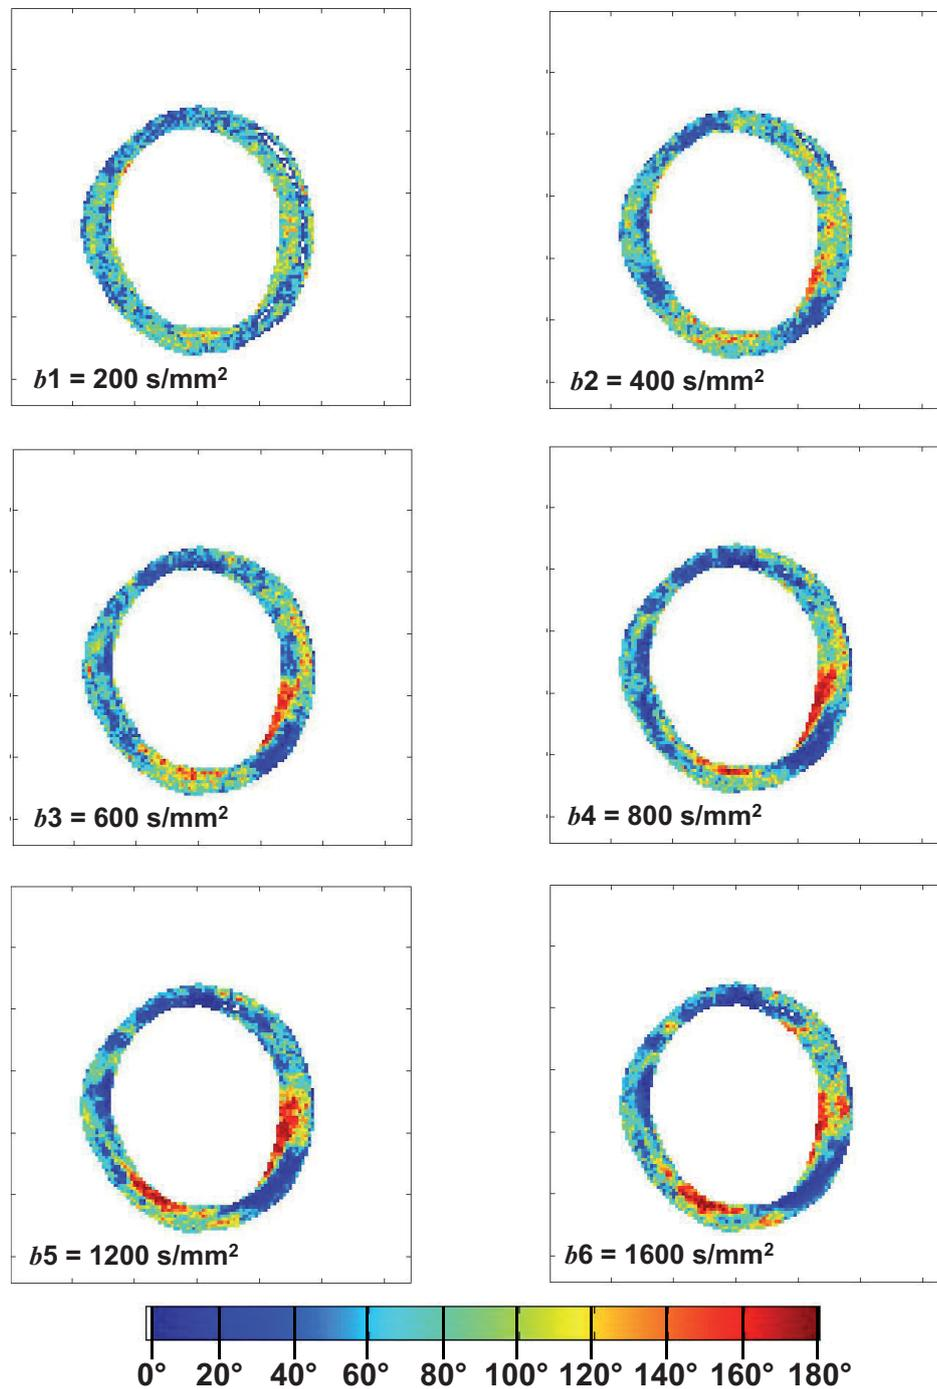 b1 = 200 s/mm²
b2 = 400 s/mm²
b3 = 600 s/mm²
b4 = 800 s/mm²
b5 = 1200 s/mm²
b6 = 1600 s/mm²
0° 20° 40° 60° 80° 100° 120° 140° 160° 180°